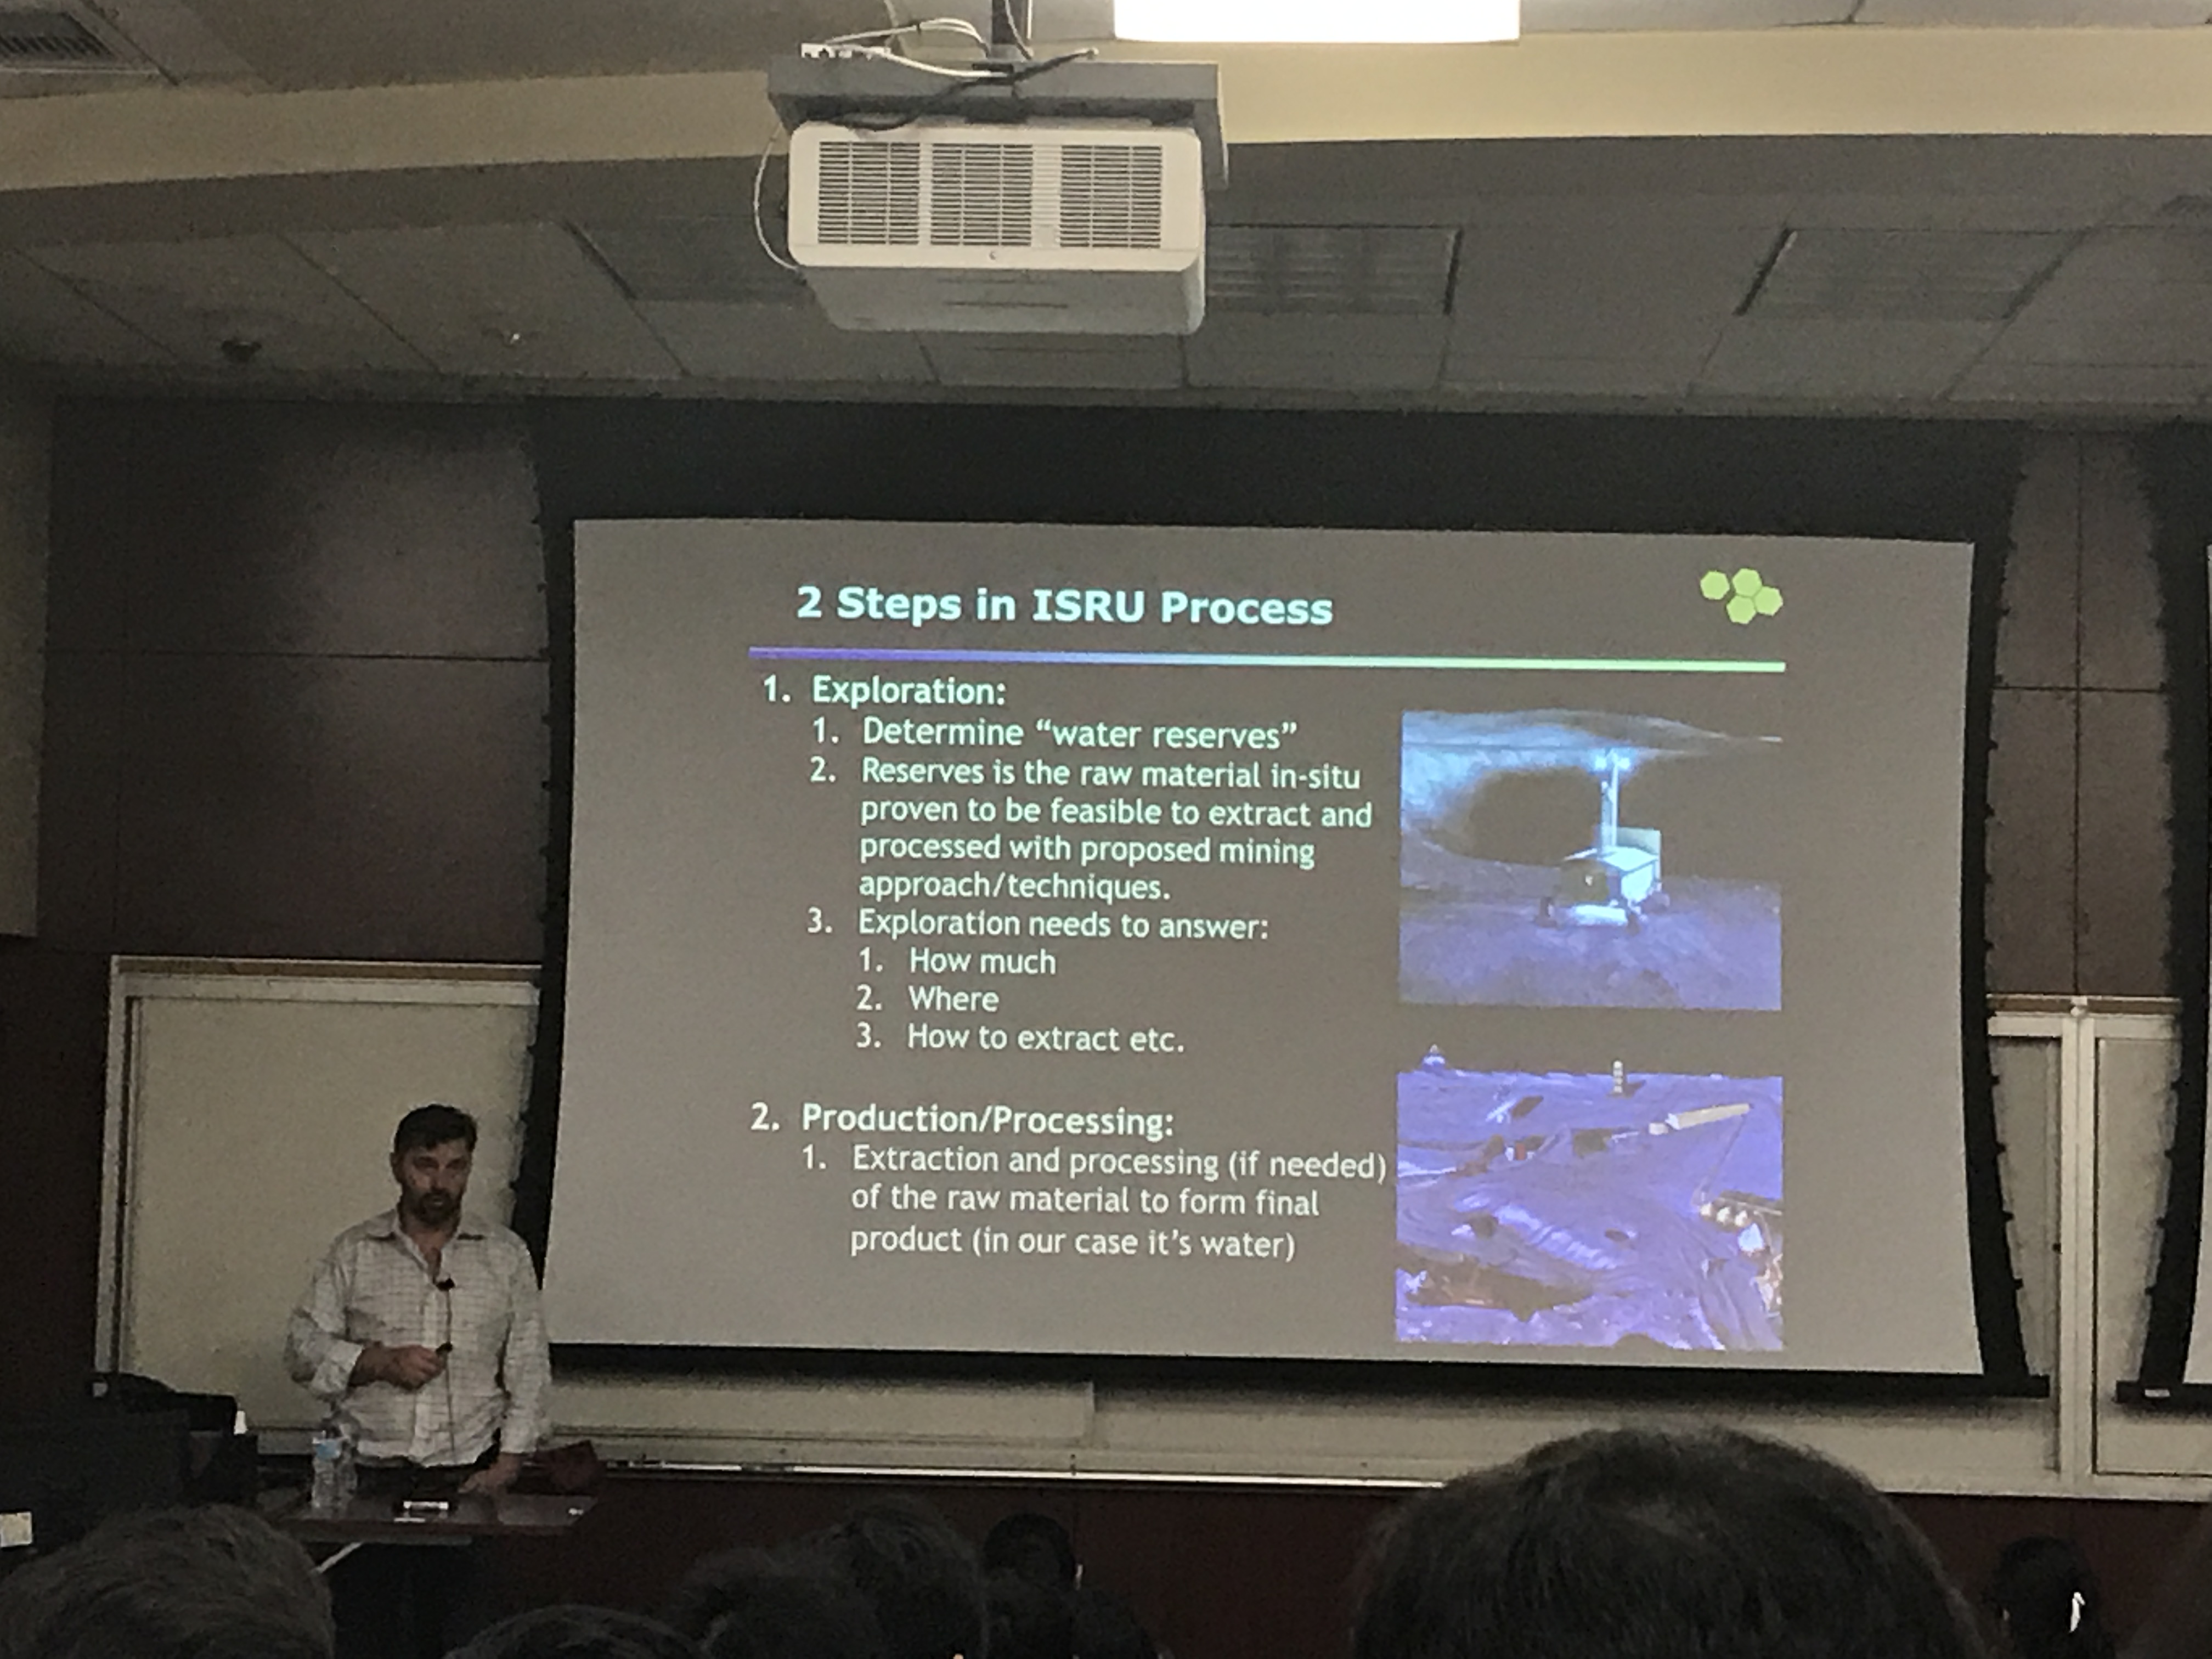 2 Steps in ISRU Process
1. Exploration:
1. Determine “water reserves”
2. Reserves is the raw material in-situ
proven to be feasible to extract and
processed with proposed mining
approach/techniques.
3. Exploration needs to answer:
1. How much
2. Where
3. How to extract etc.
2. Production/Processing:
1. Extraction and processing (if needed)
of the raw material to form final
product (in our case it’s water)